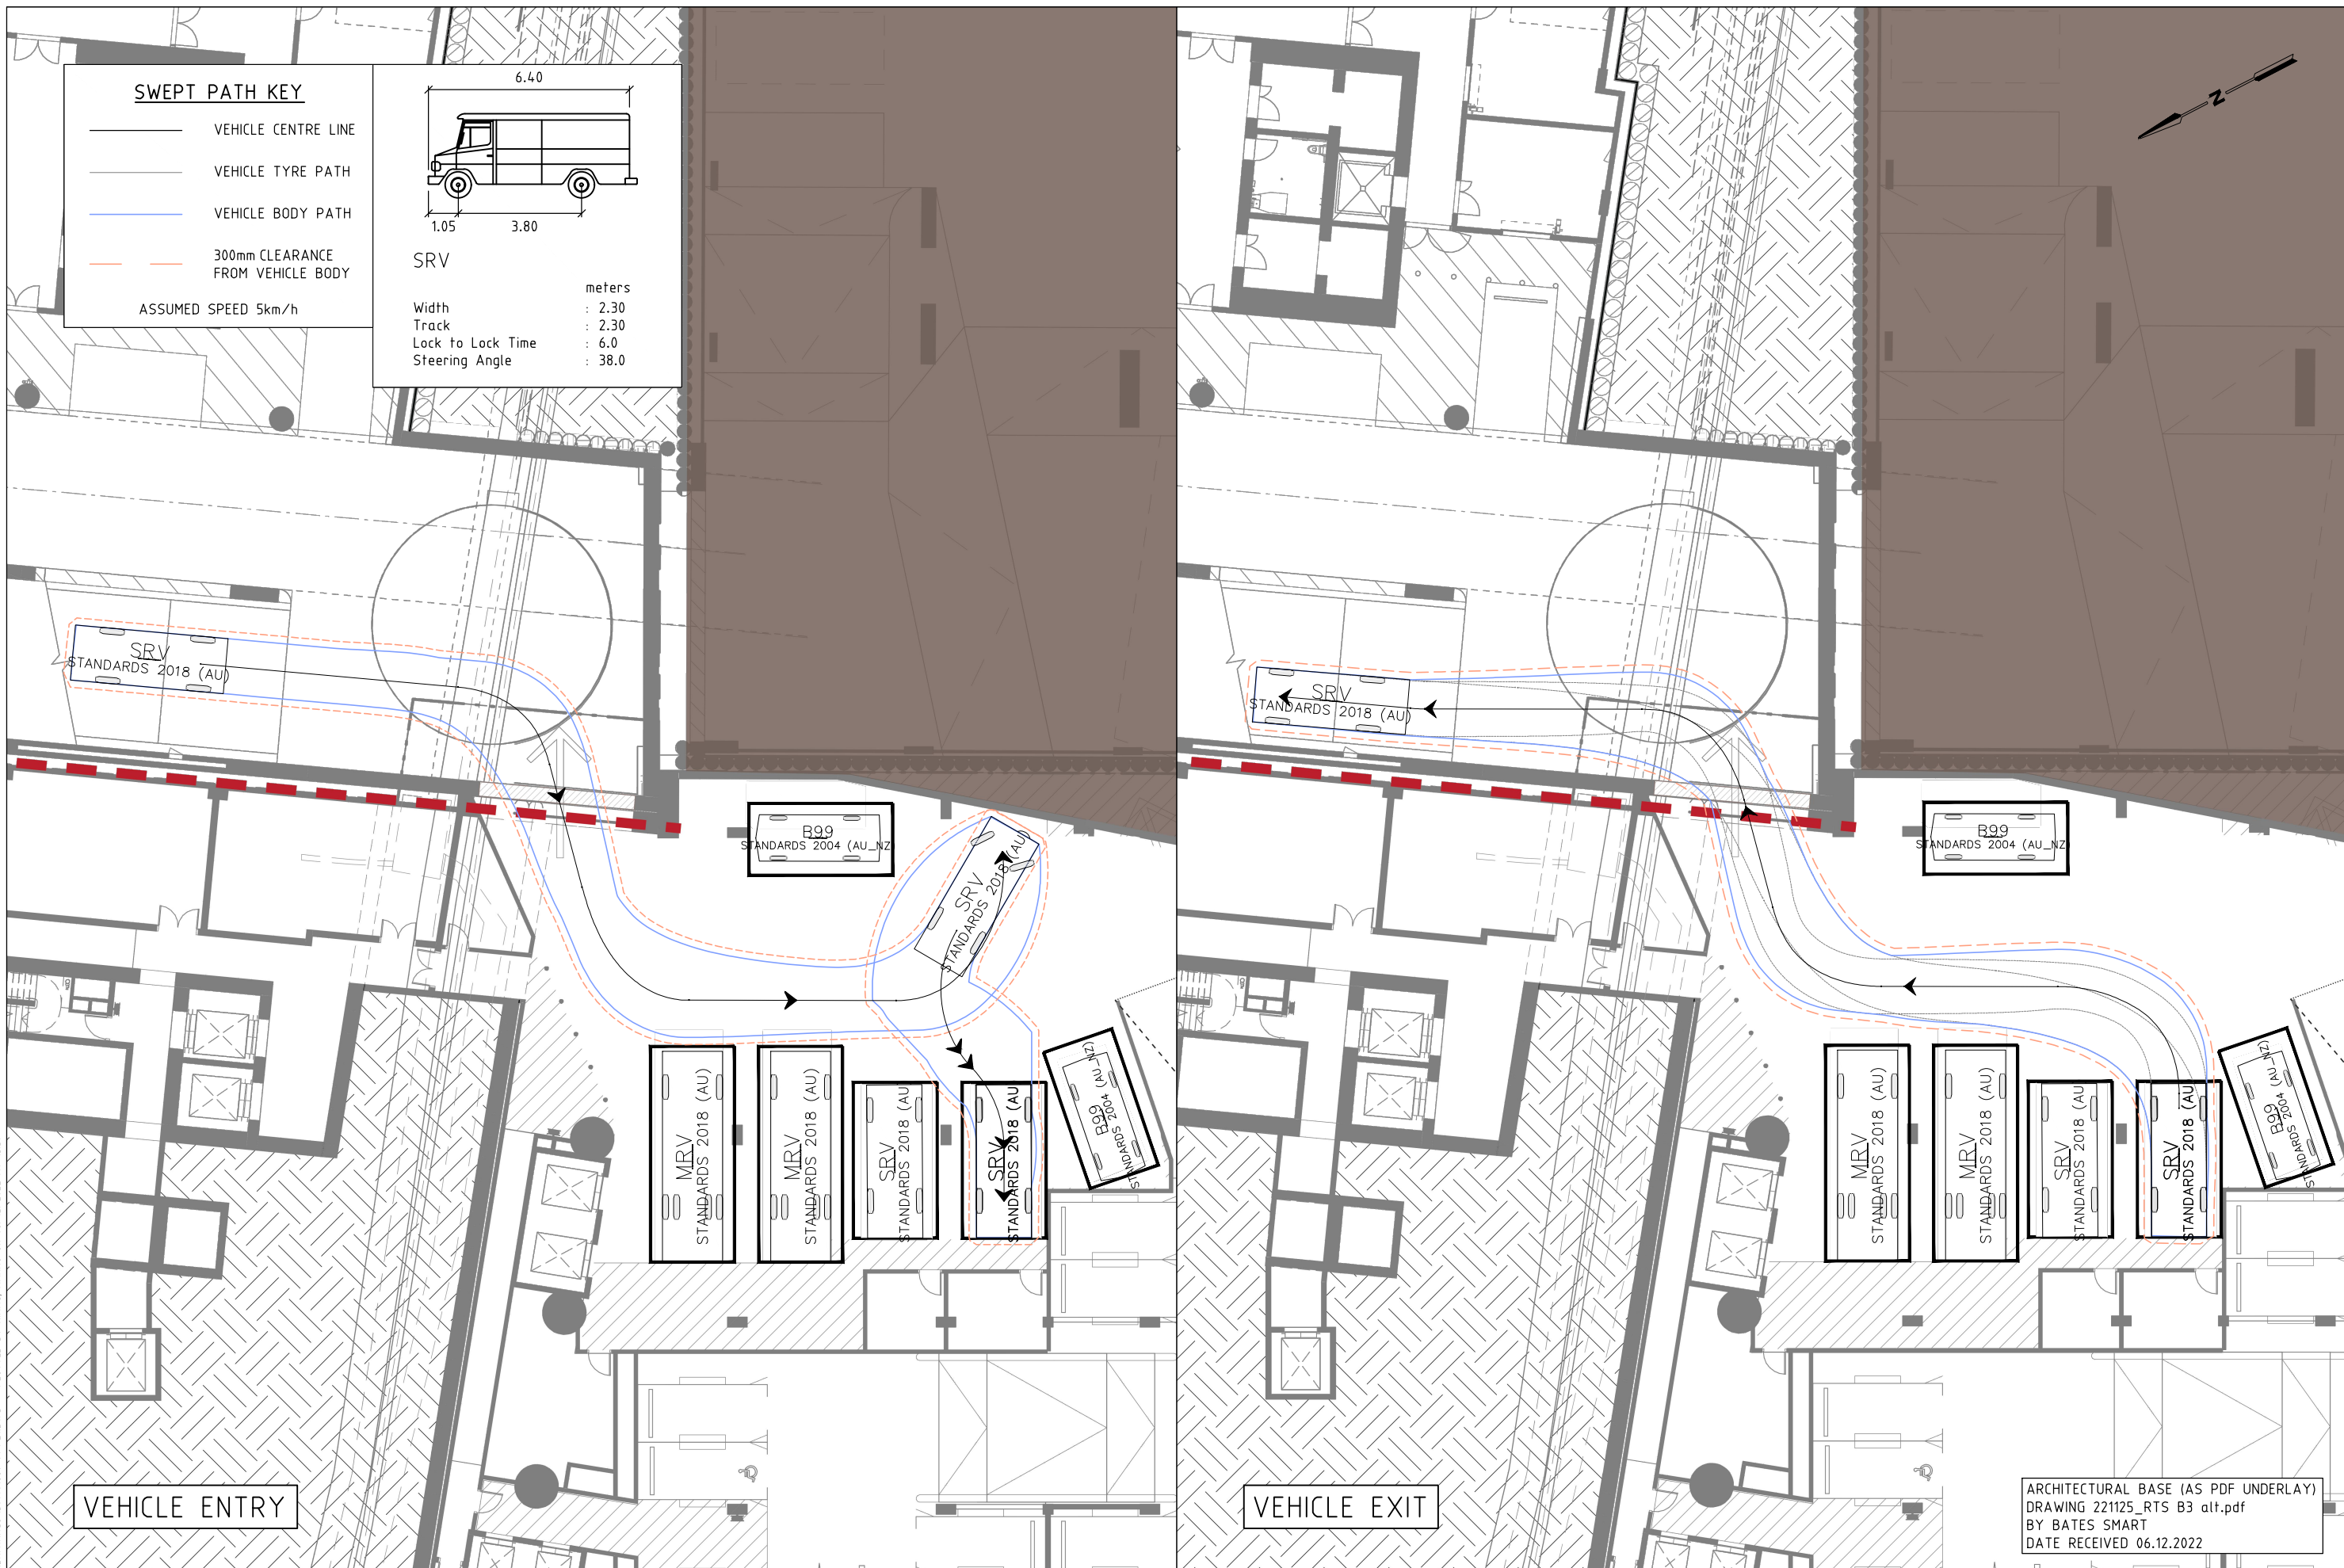 SWEPT PATH KEY
VEHICLE CENTRE LINE
VEHICLE TYRE PATH
VEHICLE BODY PATH
300mm CLEARANCE
FROM VEHICLE BODY
ASSUMED SPEED 5km/h
6.40
1.05
3.80
SRV
meters
Width : 2.30
Track : 2.30
Lock to Lock Time : 6.0
Steering Angle : 38.0
SRV
STANDARDS 2018 (AU)
B99
STANDARDS 2004 (AU_NZ
SRV
STANDARDS 2018 (AU)
MRV
STANDARDS 2018 (AU)
MRV
STANDARDS 2018 (AU)
SRV
STANDARDS 2018 (AU
SRV
STANDARDS 2018 (AU
B99
STANDARDS 2004 (AU_NZ)
VEHICLE ENTRY
N
SRV
STANDARDS 2018 (AU)
B99
STANDARDS 2004 (AU_NZ
MRV
STANDARDS 2018 (AU)
MRV
STANDARDS 2018 (AU)
SRV
STANDARDS 2018 (AU
SRV
STANDARDS 2018 (AU
B99
STANDARDS 2004 (AU_NZ)
VEHICLE EXIT
ARCHITECTURAL BASE (AS PDF UNDERLAY)
DRAWING 221125_RTS B3 alt.pdf
BY BATES SMART
DATE RECEIVED 06.12.2022